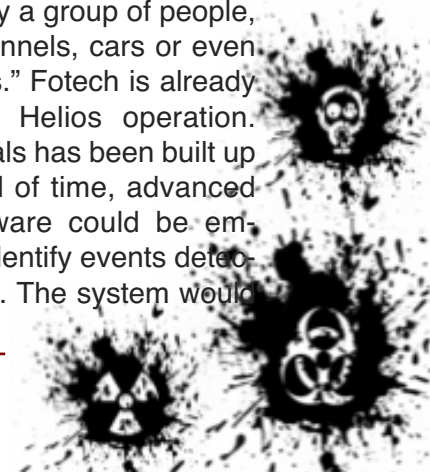 y a group of people,
nnels, cars or even
s.” Fotech is already
Helios operation.
als has been built up
d of time, advanced
ware could be em-
dentify events detec-
. The system would